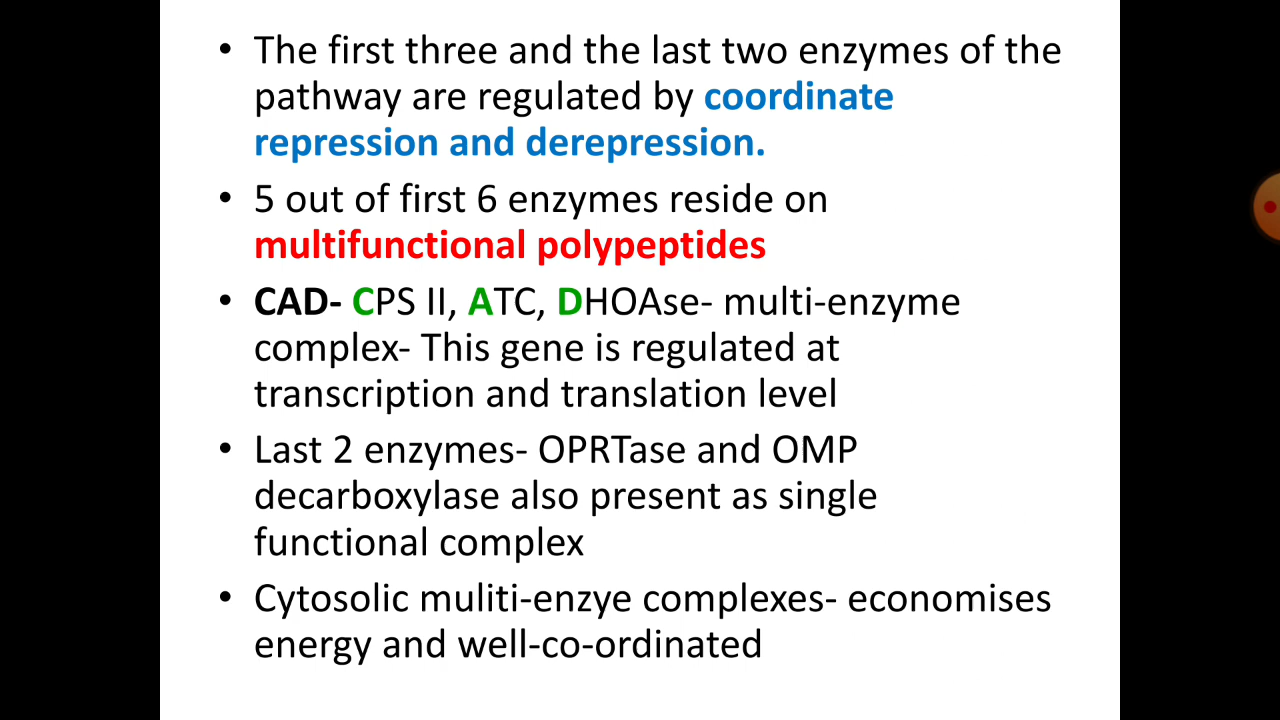 • The first three and the last two enzymes of the
pathway are regulated by coordinate
repression and derepression.
• 5 out of first 6 enzymes reside on
multifunctional polypeptides
• CAD- CPS II, ATC, DHOAse- multi-enzyme
complex- This gene is regulated at
transcription and translation level
• Last 2 enzymes- OPRTase and OMP
decarboxylase also present as single
functional complex
• Cytosolic muliti-enzye complexes- economises
energy and well-co-ordinated